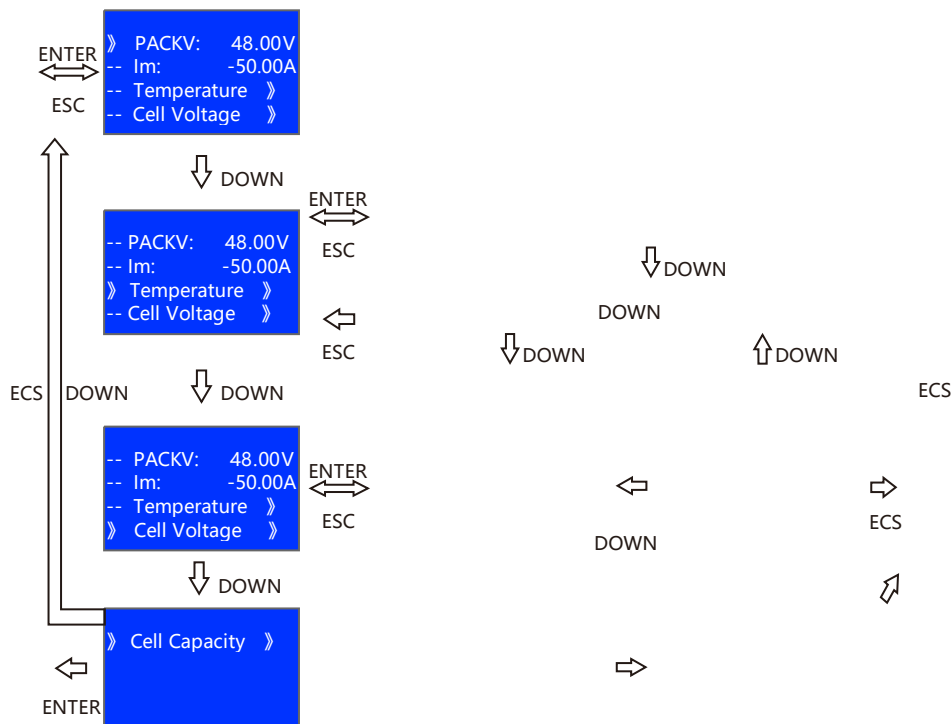 》 PACKV: 48.00V
-- Im: -50.00A
-- Temperature 》
-- Cell Voltage 》
ENTER
ESC
DOWN
-- PACKV: 48.00V
-- Im: -50.00A
》 Temperature 》
-- Cell Voltage 》
ENTER
ESC
ESC
DOWN
DOWN
DOWN
DOWN
ECS
ECS DOWN
DOWN
-- PACKV: 48.00V
-- Im: -50.00A
-- Temperature 》
》 Cell Voltage 》
ENTER
ESC
ECS
DOWN
DOWN
》 Cell Capacity 》
ENTER